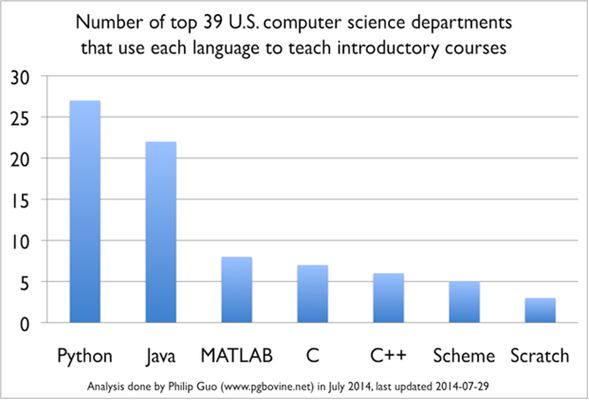 Number of top 39 U.S. computer science departments
that use each language to teach introductory courses
30
25
20
15
10
5
0
Python Java MATLAB C C++ Scheme Scratch
Analysis done by Philip Guo (www.pgbovine.net) in July 2014, last updated 2014-07-29